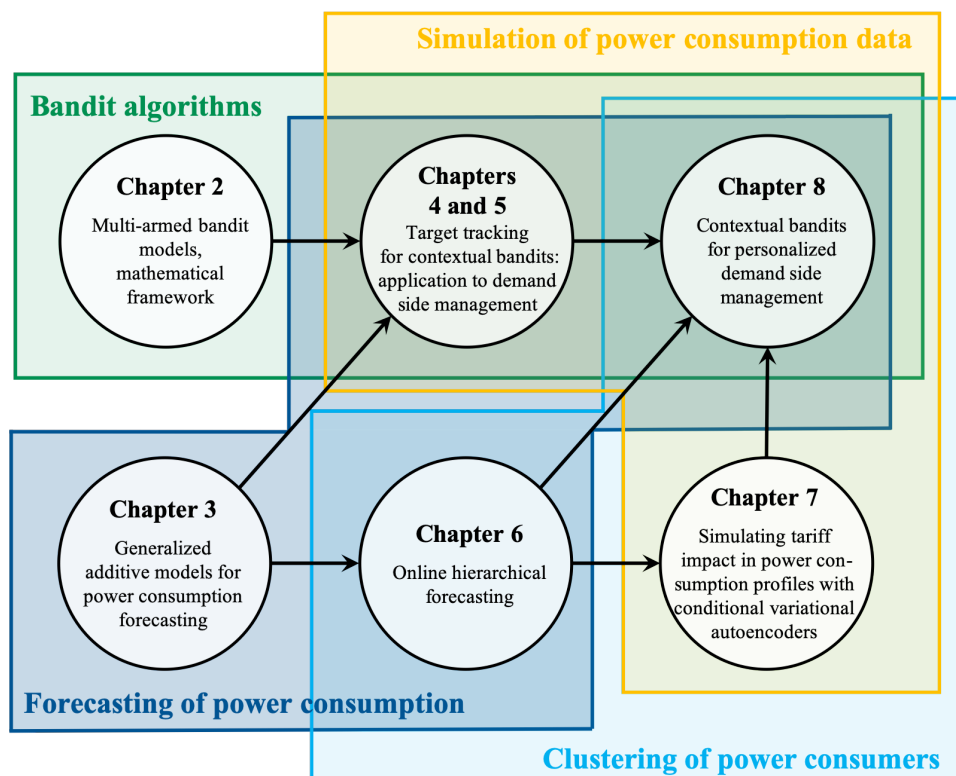 Simulation of power consumption data
Bandit algorithms
Chapter 2
Multi-armed bandit
models,
mathematical
framework
Chapters
4 and 5
Target tracking
for contextual bandits:
application to demand
side management
Chapter 8
Contextual bandits
for personalized
demand side
management
Chapter 3
Generalized
additive models for
power consumption
forecasting
Chapter 6
Online hierarchical
forecasting
Chapter 7
Simulating tariff
impact in power con-
sumption profiles with
conditional variational
autoencoders
Forecasting of power consumption
Clustering of power consumers